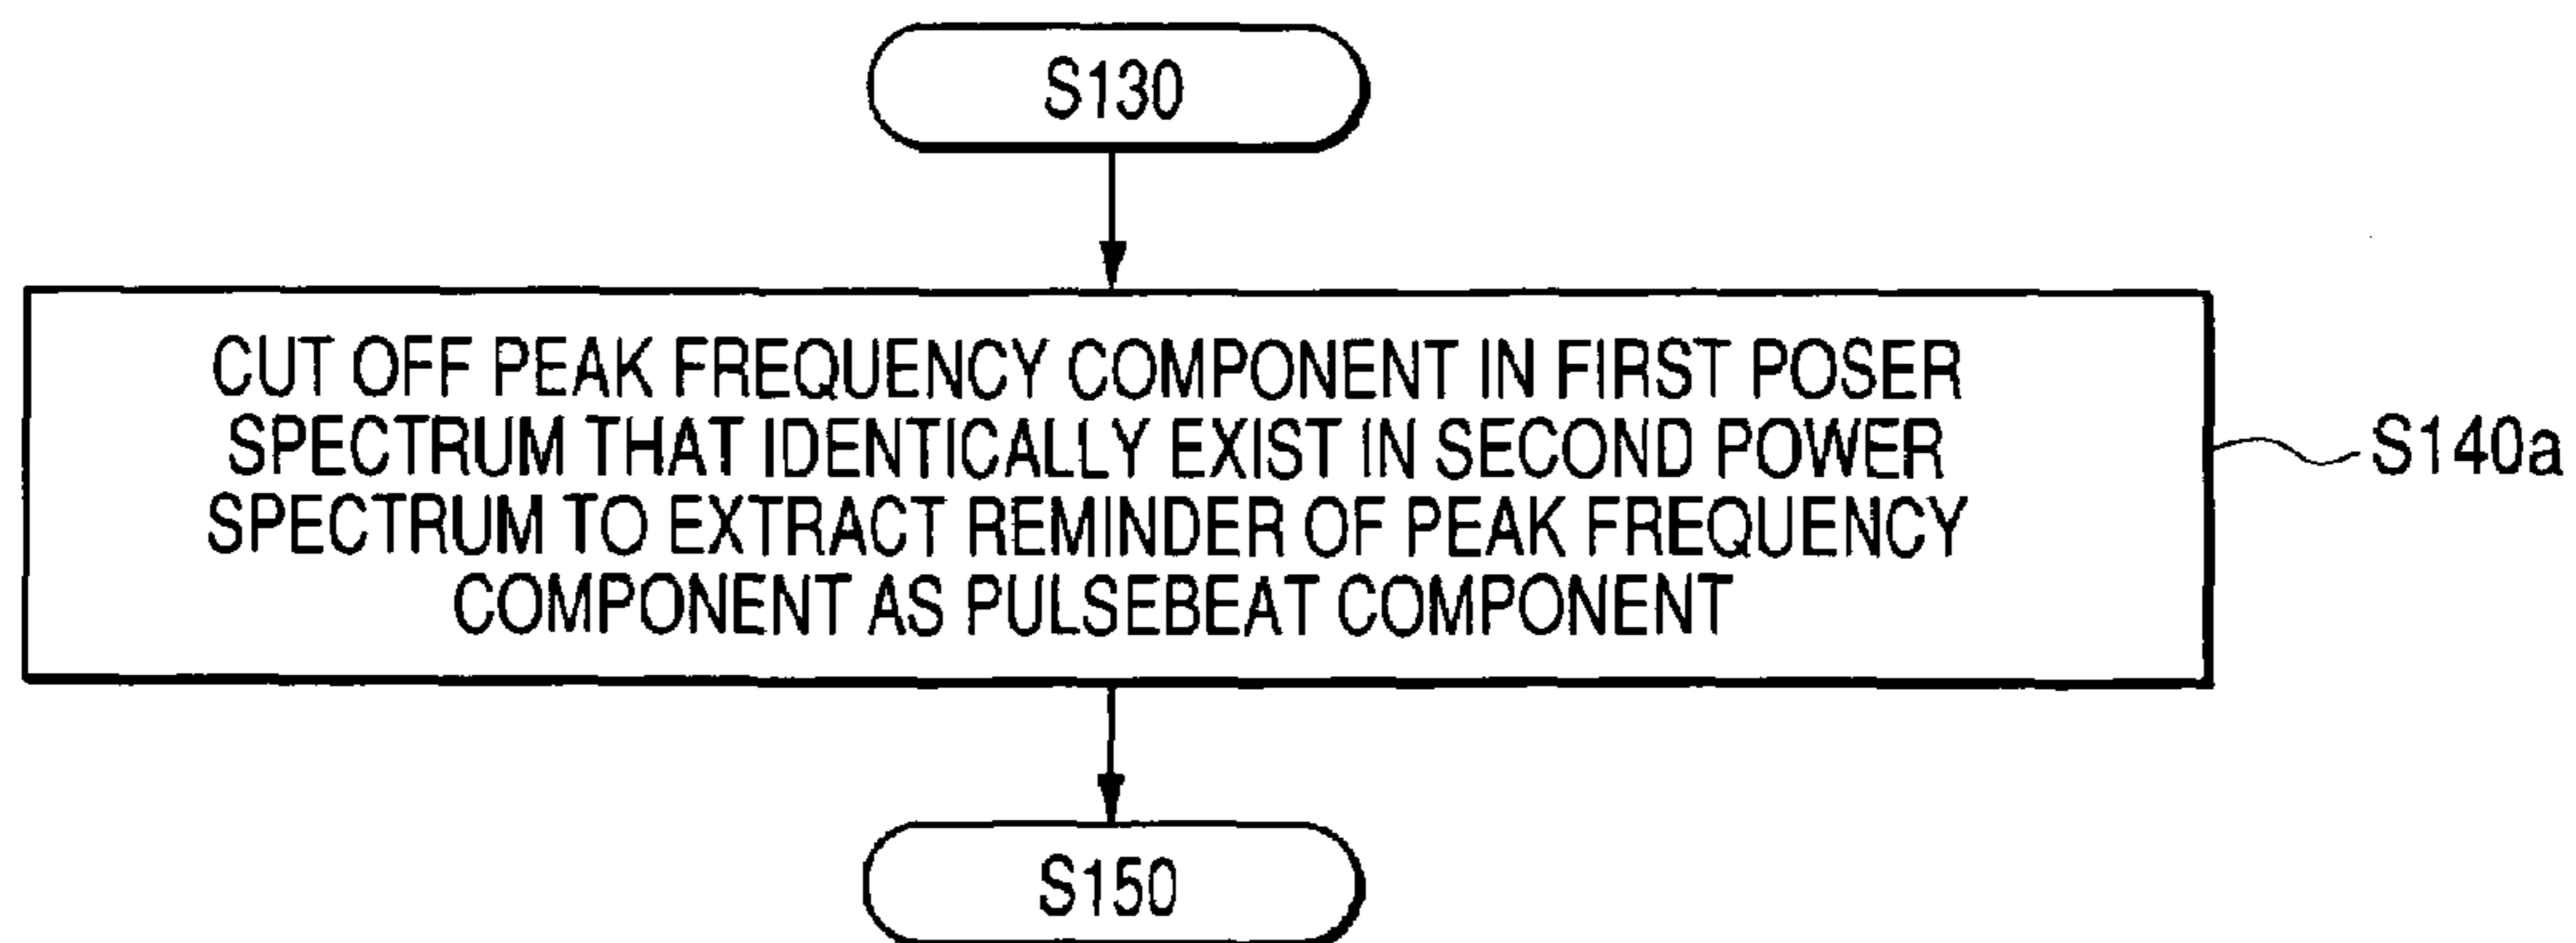 S130
CUT OFF PEAK FREQUENCY COMPONENT IN FIRST POSER
SPECTRUM THAT IDENTICALLY EXIST IN SECOND POWER
SPECTRUM TO EXTRACT REMINDER OF PEAK FREQUENCY
COMPONENT AS PULSEBEAT COMPONENT
S140a
S150